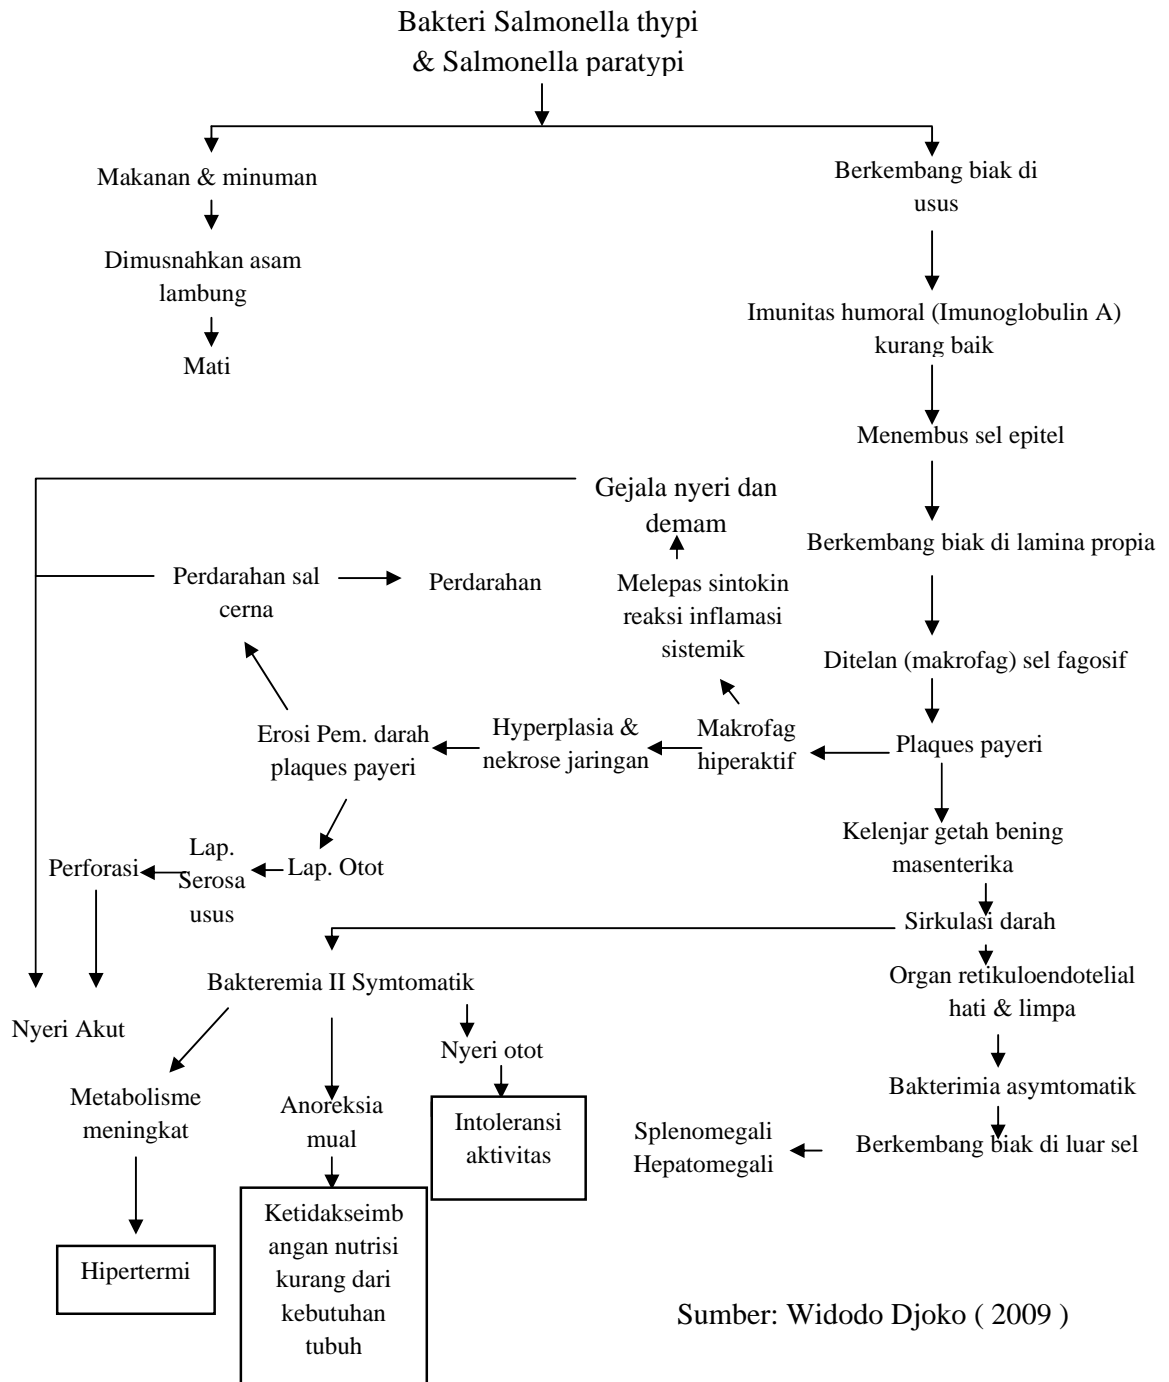 Bakteri Salmonella thypi
& Salmonella paratypi
Makanan & minuman
Dimusnahkan asam
lambung
Mati
Berkembang biak di
usus
Imunitas humoral (Imunoglobulin A)
kurang baik
Menembus sel epitel
Berkembang biak di lamina propia
Ditelan (makrofag) sel fagosif
Plaques payeri
Makrofag
hiperaktif
Melepas sintokin
reaksi inflamasi
sistemik
Gejala nyeri dan
demam
Hyperplasia &
nekrose jaringan
Erosi Pem. darah
plaques payeri
Perdarahan sal
cerna
Perdarahan
Lap. Otot
Lap.
Serosa
usus
Perforasi
Nyeri Akut
Kelenjar getah bening
masenterika
Sirkulasi darah
Organ retikuloendotelial
hati & limpa
Bakterimia asymtomatik
Berkembang biak di luar sel
Splenomegali
Hepatomegali
Bakteremia II Symtomatik
Metabolisme
meningkat
Hipertermi
Anoreksia
mual
Ketidakseimb
angan nutrisi
kurang dari
kebutuhan
tubuh
Nyeri otot
Intoleransi
aktivitas
Sumber: Widodo Djoko ( 2009 )